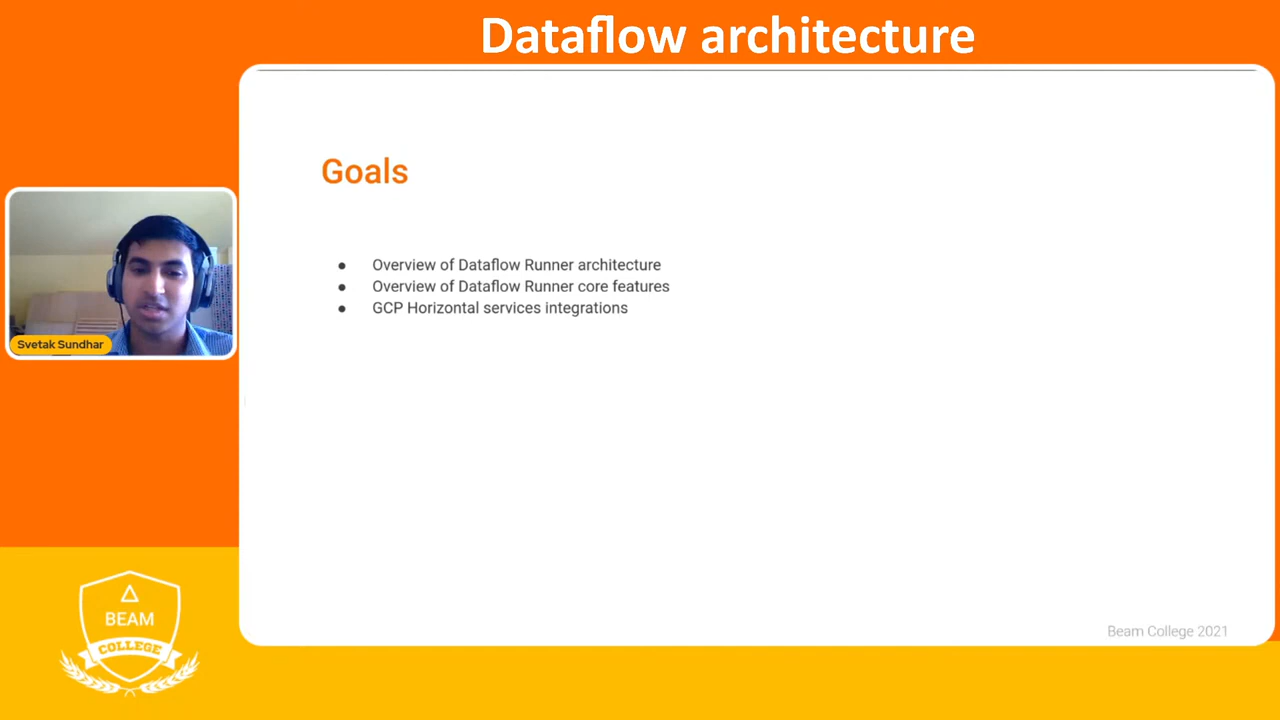 Dataflow architecture
Goals
● Overview of Dataflow Runner architecture
● Overview of Dataflow Runner core features
● GCP Horizontal services integrations
Svetak Sundhar
BEAM
COLLEGE
Beam College 2021